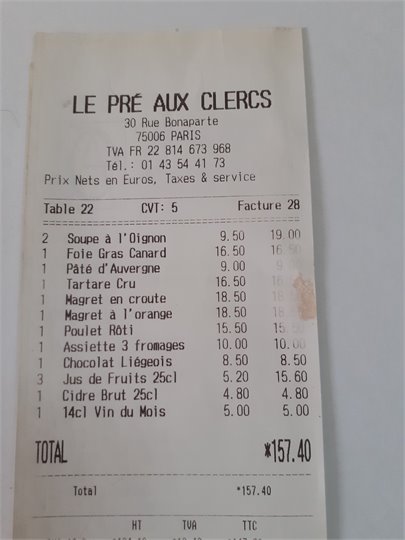 LE PRÉ AUX CLERCS
30 Rue Bonaparte
75006 PARIS
TVA FR 22 814 673 968
Tél.: 01 43 54 41 73
Prix Nets en Euros, Taxes & service
Table 22 CVT: 5 Facture 28
2 Soupe à l'Oignon 9.50 19.00
1 Foie Gras Canard 16.50 16.50
1 Pâté d'Auvergne 9.00
1 Tartare Cru 16.50
1 Magret en croute 18.50
1 Magret à l'orange 18.50
1 Poulet Rôti 15.50
1 Assiette 3 fromages 10.00 10.00
1 Chocolat Liégeois 8.50 8.50
3 Jus de Fruits 25cl 5.20 15.60
1 Cidre Brut 25cl 4.80 4.80
1 14cl Vin du Mois 5.00 5.00
TOTAL *157.40
Total *157.40
HT TVA TTC